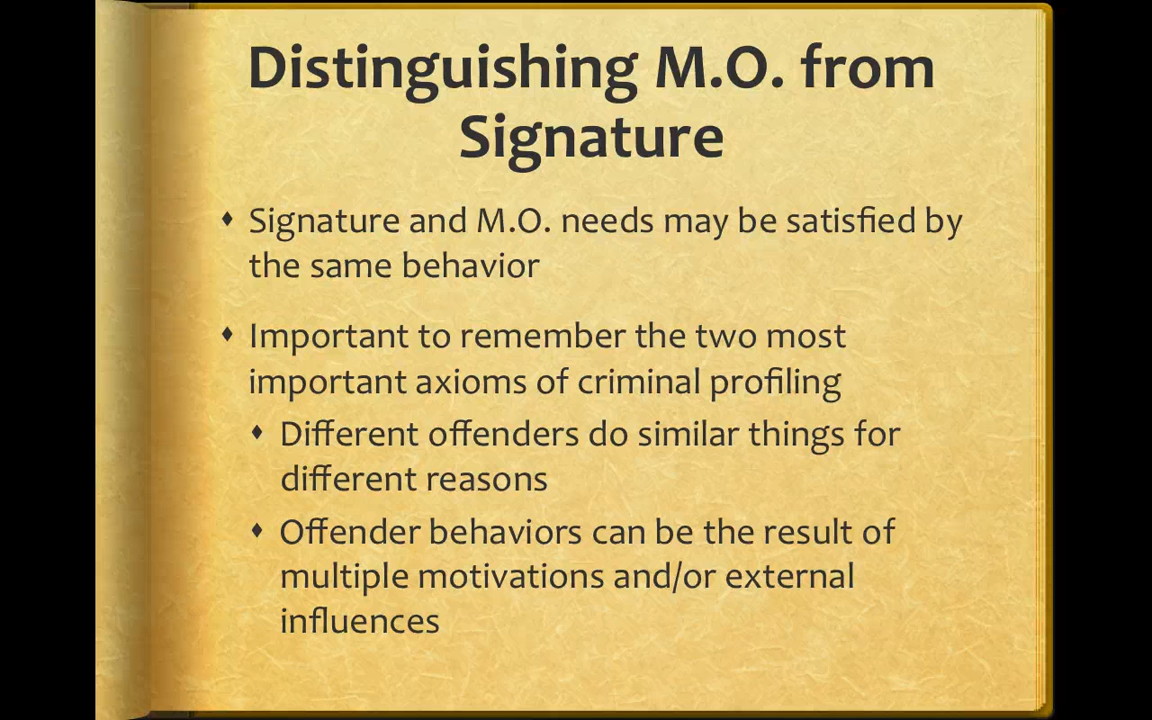 Distinguishing M.O. from
Signature
⬧ Signature and M.O. needs may be satisfied by
the same behavior
⬧ Important to remember the two most
important axioms of criminal profiling
⬧ Different offenders do similar things for
different reasons
⬧ Offender behaviors can be the result of
multiple motivations and/or external
influences